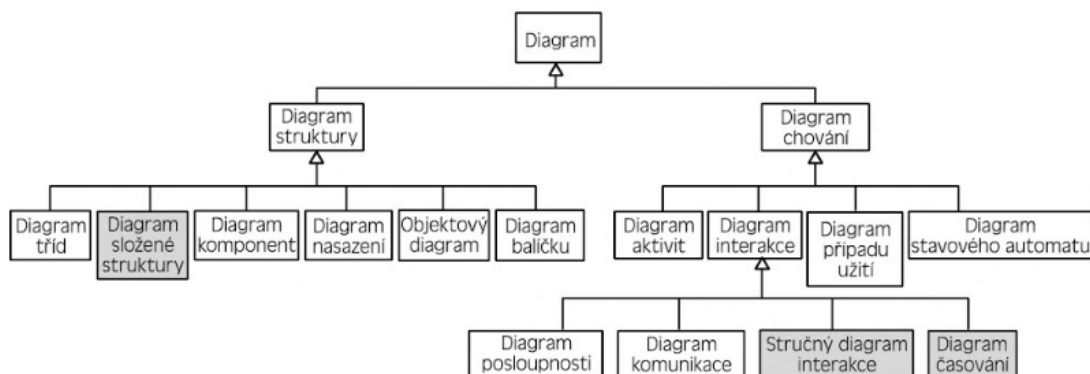 Diagram
Diagram
struktury
Diagram
chování
Diagram
tříd
Diagram
složené
struktury
Diagram
komponent
Diagram
nasazení
Objektový
diagram
Diagram
balíčku
Diagram
aktivit
Diagram
interakce
Diagram
případu
užití
Diagram
stavového automatu
Diagram
posloupnosti
Diagram
komunikace
Stručný diagram
interakce
Diagram
časování